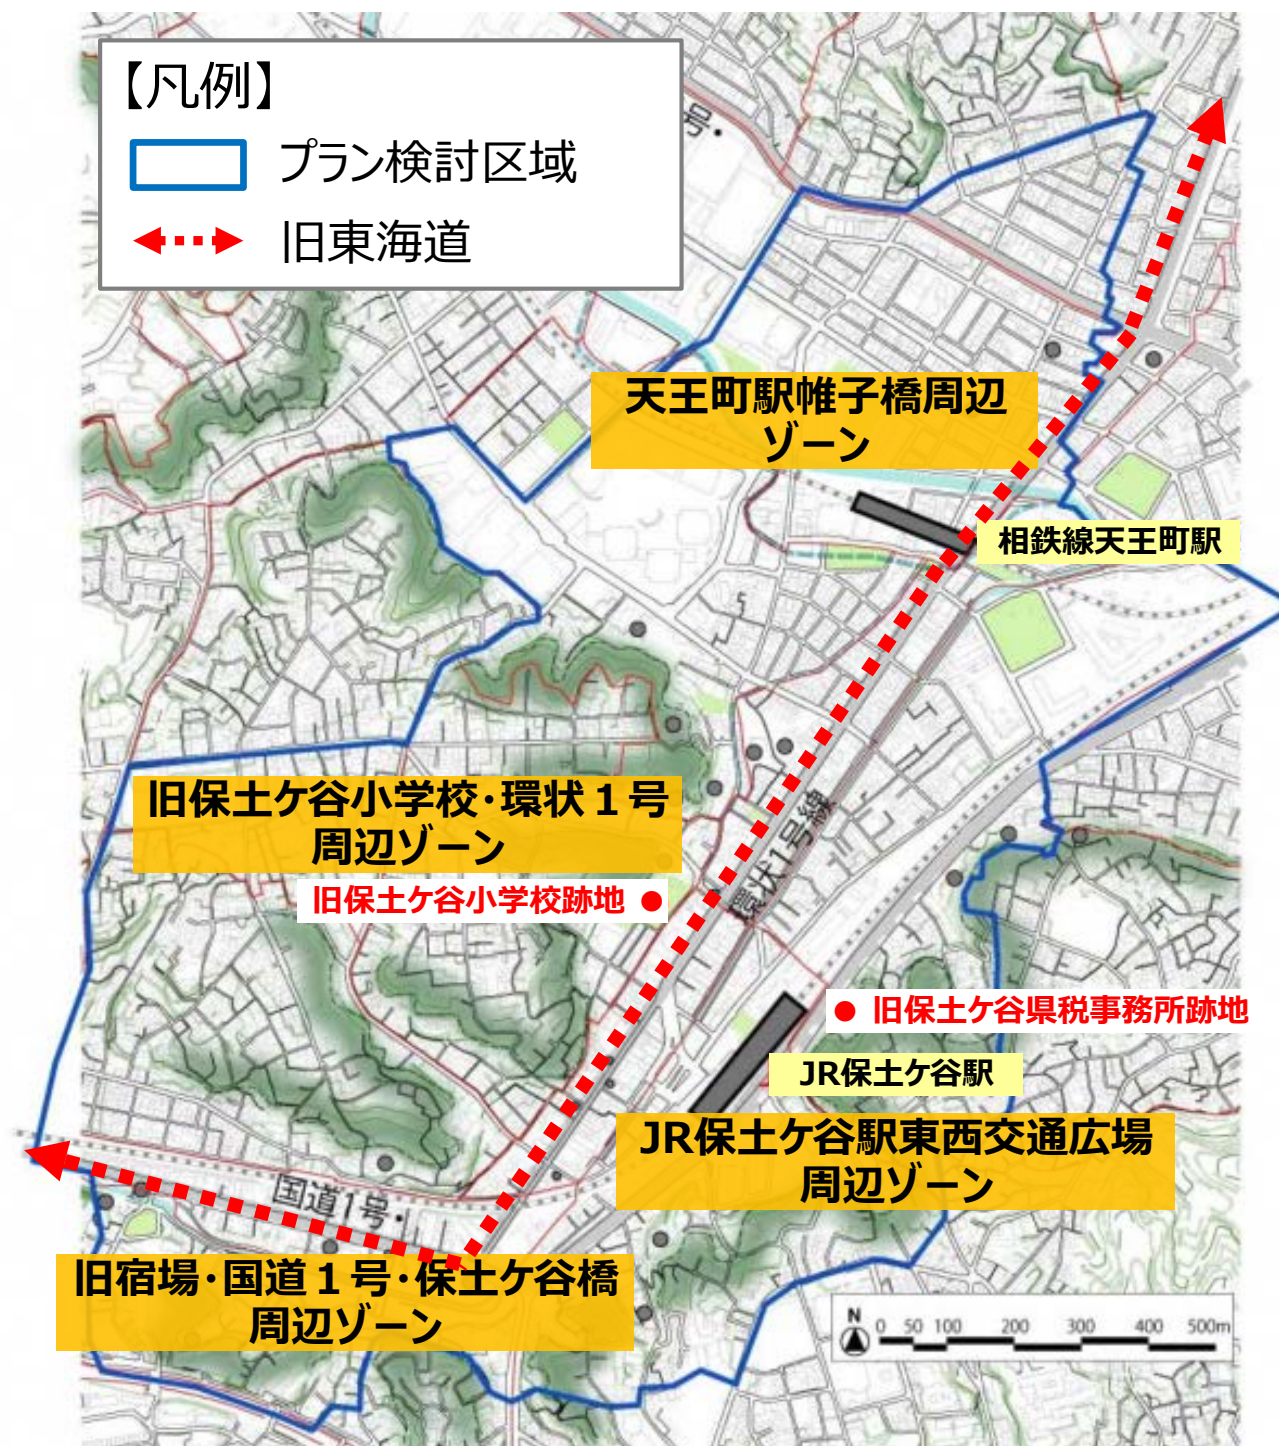 【凡例】
プラン検討区域
旧東海道
号・
天王町駅帷子橋周辺
ゾーン
相鉄線天王町駅
旧保土ケ谷小学校・環状１号
周辺ゾーン
環状1号線
旧保土ケ谷小学校跡地 ●
● 旧保土ケ谷県税事務所跡地
JR保土ケ谷駅
JR保土ケ谷駅東西交通広場
周辺ゾーン
国道1号・
旧宿場・国道１号・保土ケ谷橋
周辺ゾーン
N
0 50 100 200 300 400 500m